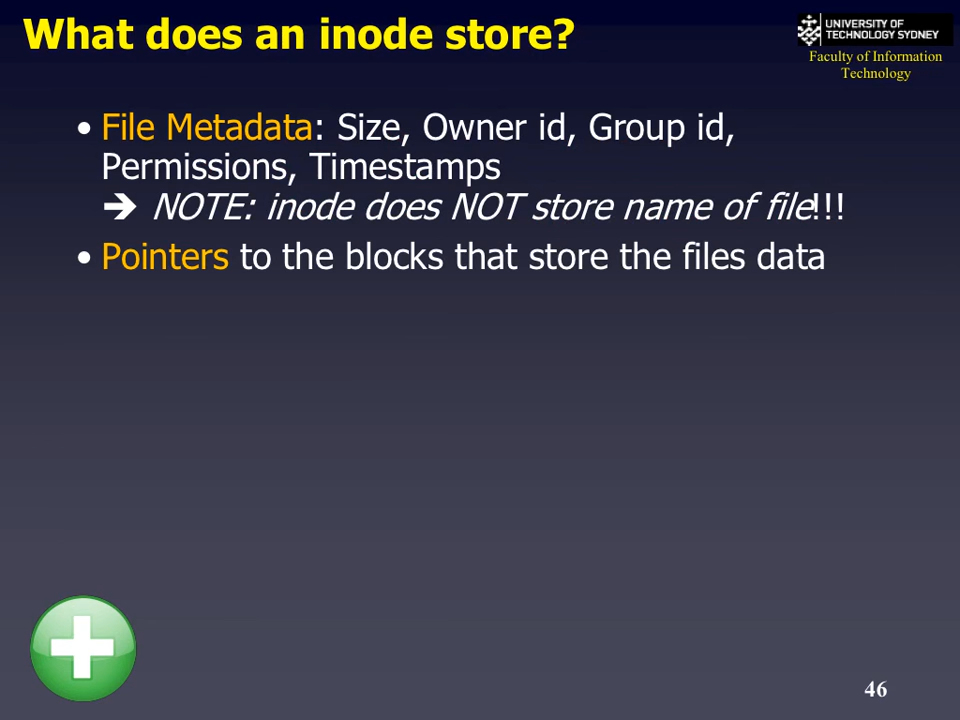 What does an inode store?
UNIVERSITY OF
TECHNOLOGY SYDNEY
Faculty of Information
Technology
• File Metadata: Size, Owner id, Group id,
Permissions, Timestamps
➔ NOTE: inode does NOT store name of file!!!
• Pointers to the blocks that store the files data
46